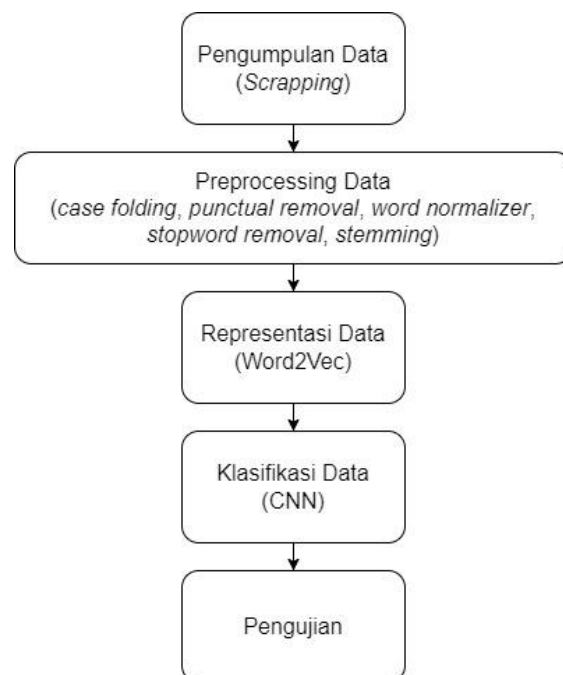 Pengumpulan Data
(Scrapping)
Preprocessing Data
(case folding, punctual removal, word normalizer,
stopword removal, stemming)
Representasi Data
(Word2Vec)
Klasifikasi Data
(CNN)
Pengujian